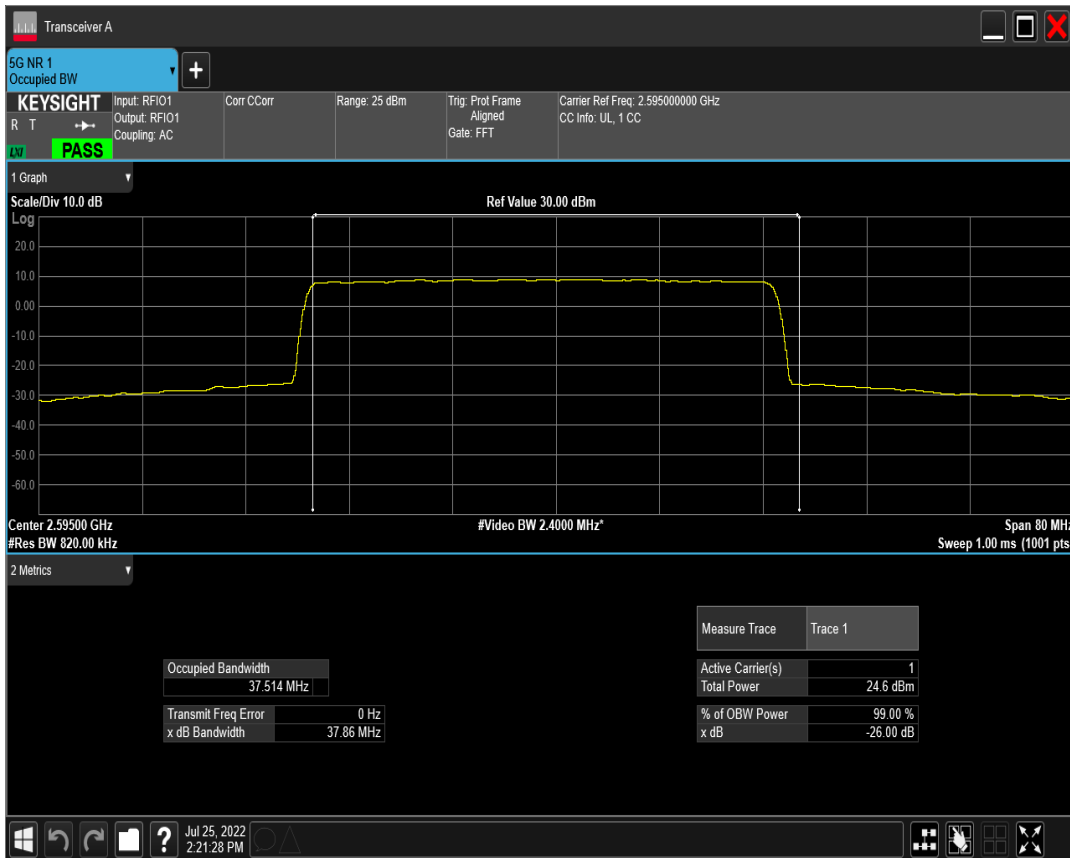 Transceiver A
5G NR 1
Occupied BW
+
KEYSIGHT
R T
LXI
PASS
Input: RFIO1
Output: RFIO1
Coupling: AC
Corr CCorr
Range: 25 dBm
Trig: Prot Frame
Aligned
Gate: FFT
Carrier Ref Freq: 2.595000000 GHz
CC Info: UL, 1 CC
1 Graph
Scale/Div 10.0 dB
Ref Value 30.00 dBm
Log
20.0
10.0
0.00
-10.0
-20.0
-30.0
-40.0
-50.0
-60.0
Center 2.59500 GHz
#Video BW 2.4000 MHz*
Span 80 MHz
#Res BW 820.00 kHz
Sweep 1.00 ms (1001 pts
2 Metrics
Measure Trace Trace 1
Occupied Bandwidth
37.514 MHz
Active Carrier(s) 1
Total Power 24.6 dBm
Transmit Freq Error 0 Hz
x dB Bandwidth 37.86 MHz
% of OBW Power 99.00 %
x dB -26.00 dB
?
Jul 25, 2022
2:21:28 PM